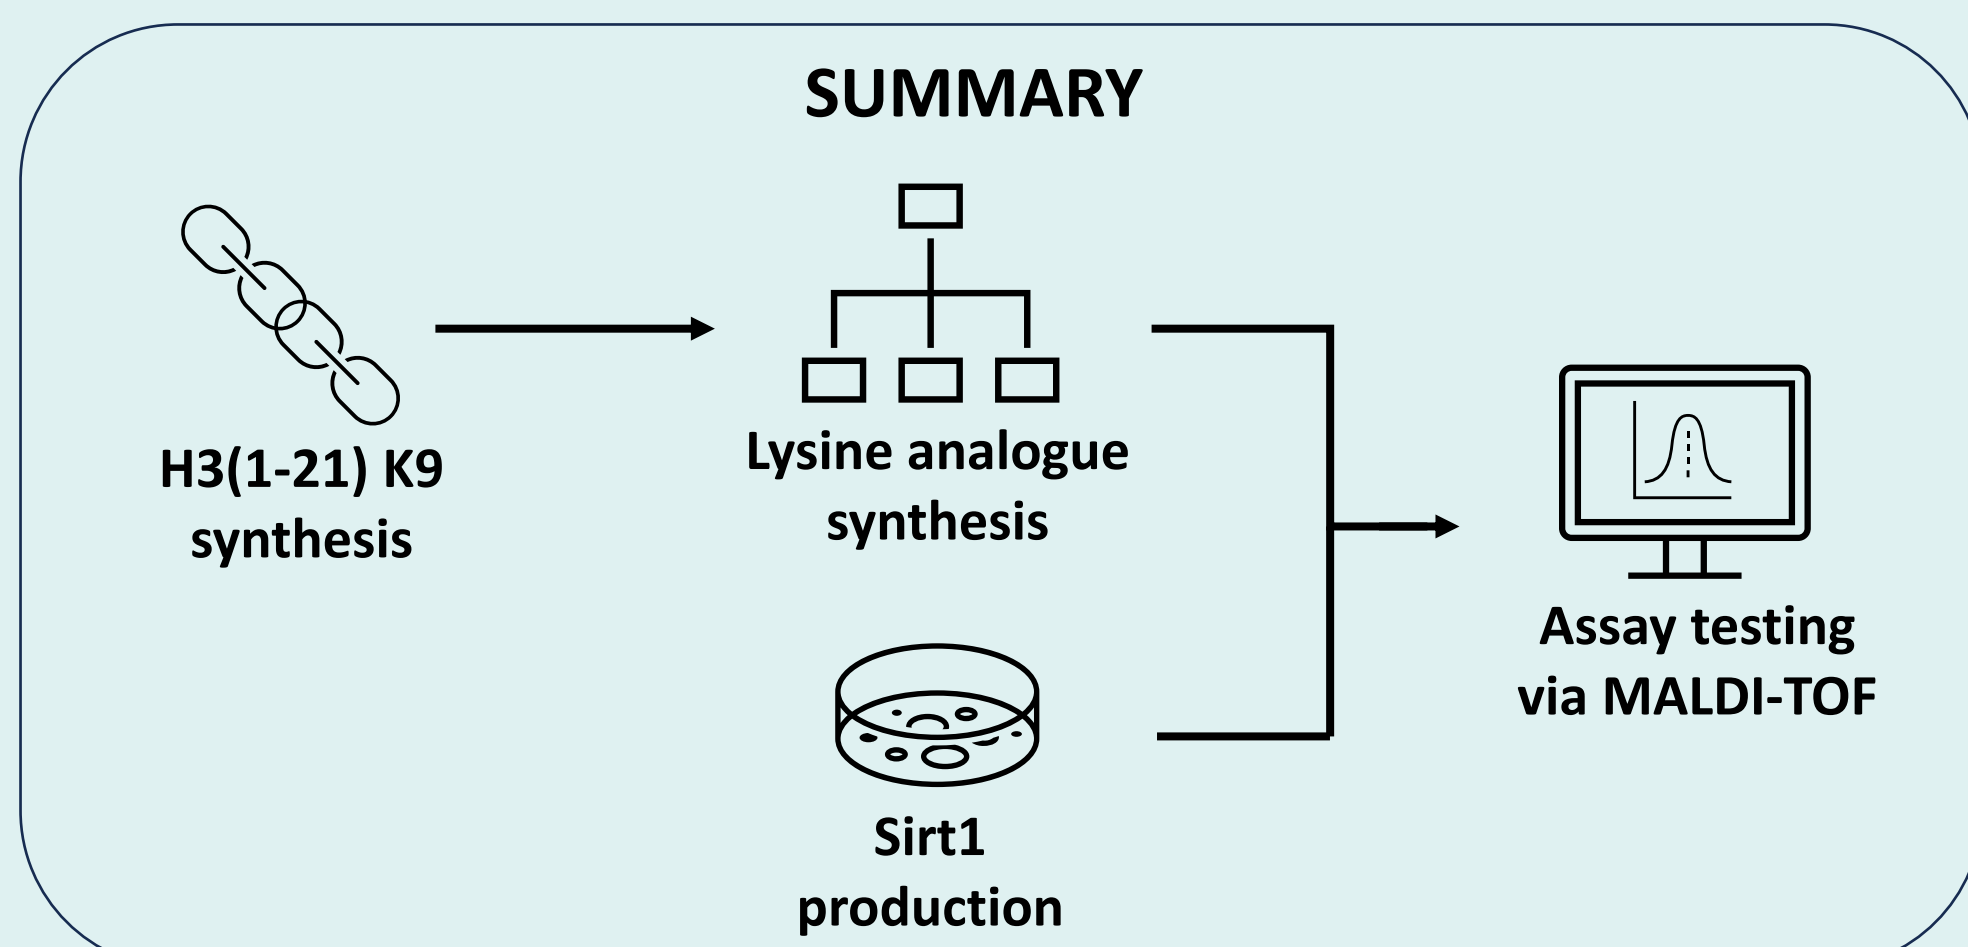 SUMMARY
H3(1-21) K9
synthesis
Lysine analogue
synthesis
Sirt1
production
Assay testing
via MALDI-TOF